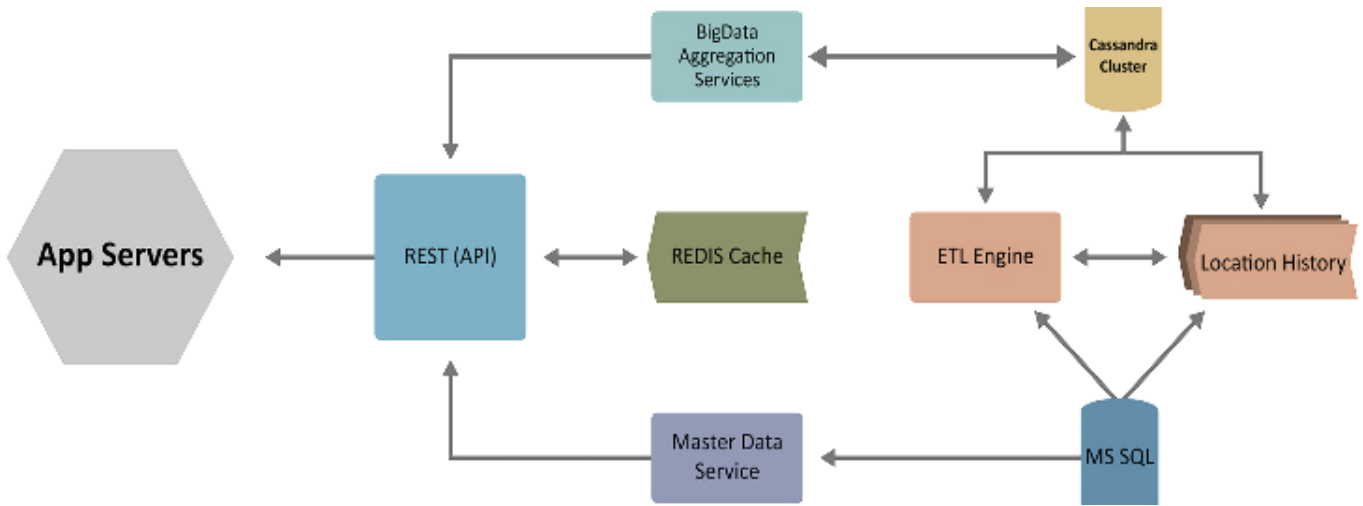 BigData
Aggregation
Services
Cassandra
Cluster
App Servers
REST (API)
REDIS Cache
ETL Engine
Location History
Master Data
Service
MS SQL